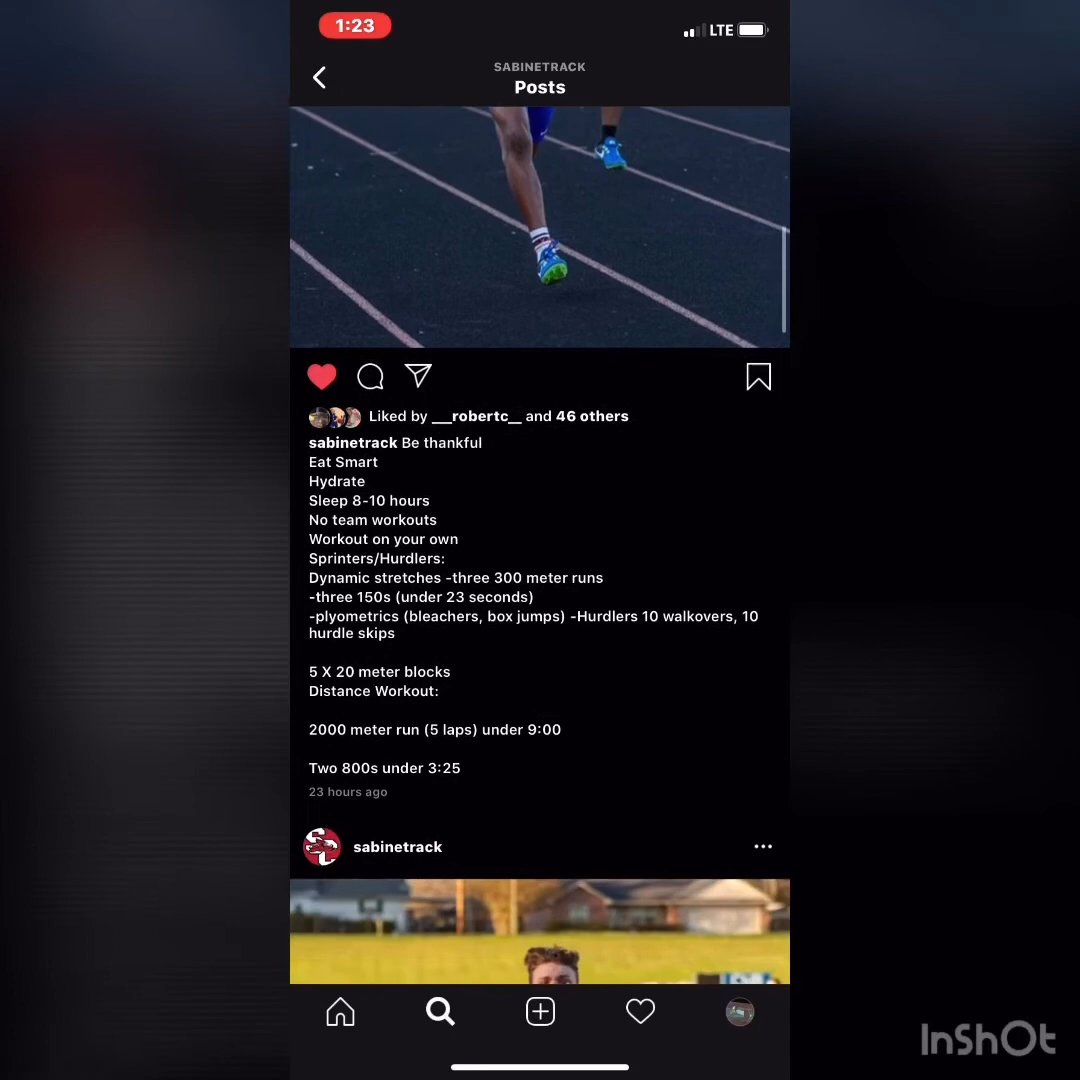 1:23
LTE
SABINETRACK
Posts
Liked by ___robertc__ and 46 others
sabinetrack Be thankful
Eat Smart
Hydrate
Sleep 8-10 hours
No team workouts
Workout on your own
Sprinters/Hurdlers:
Dynamic stretches -three 300 meter runs
-three 150s (under 23 seconds)
-plyometrics (bleachers, box jumps) -Hurdlers 10 walkovers, 10
hurdle skips
5 X 20 meter blocks
Distance Workout:
2000 meter run (5 laps) under 9:00
Two 800s under 3:25
23 hours ago
sabinetrack
InShOt